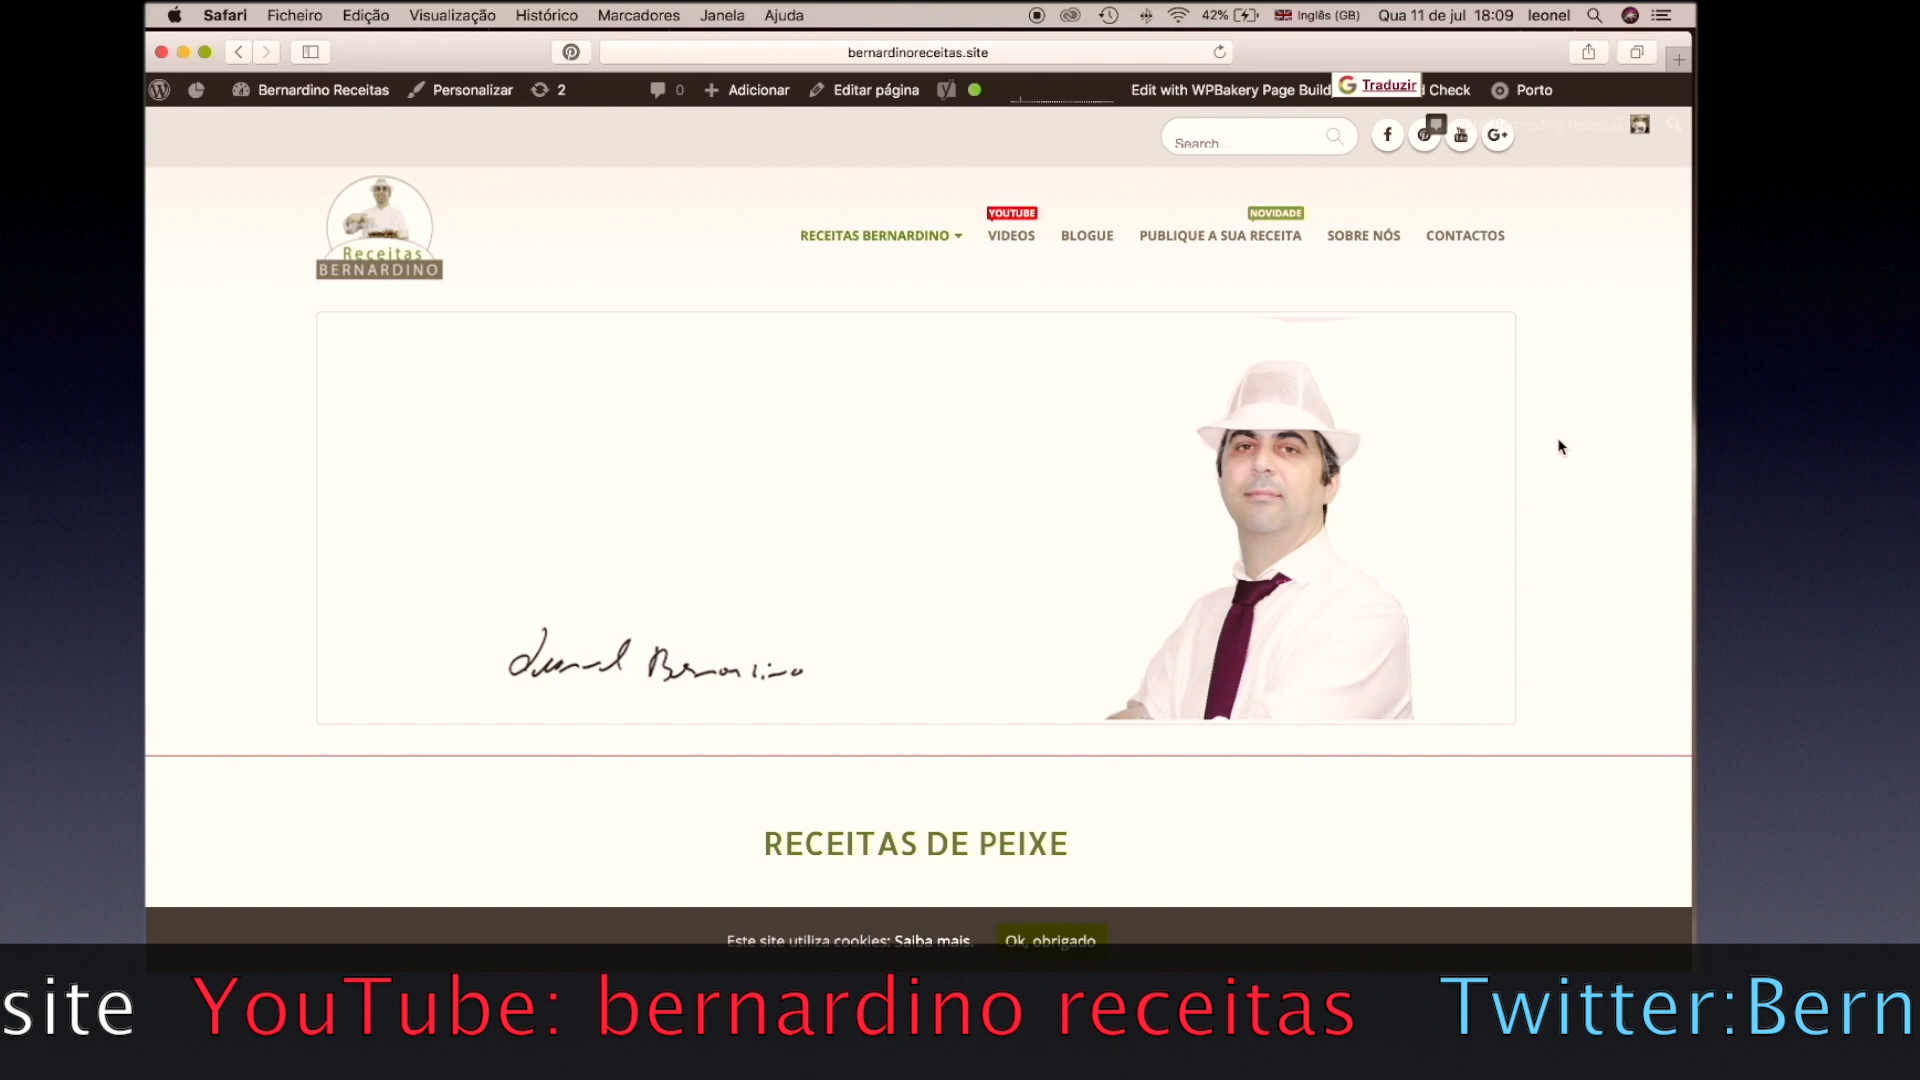 Safari Ficheiro Edição Visualização Histórico Marcadores Janela Ajuda 42% Inglês (GB) Qua 11 de jul 18:09 leonel
bernardinoreceitas.site
Bernardino Receitas Personalizar 2 0 Adicionar Editar página Edit with WPBakery Page Build Traduzir Check Porto
Search...
YOUTUBE NOVIDADE
RECEITAS BERNARDINO VIDEOS BLOGUE PUBLIQUE A SUA RECEITA SOBRE NÓS CONTACTOS
Receitas
BERNARDINO
Leonel Bernardino
RECEITAS DE PEIXE
Este site utiliza cookies: Saiba mais. Ok, obrigado
site YouTube: bernardino receitas Twitter:Bern